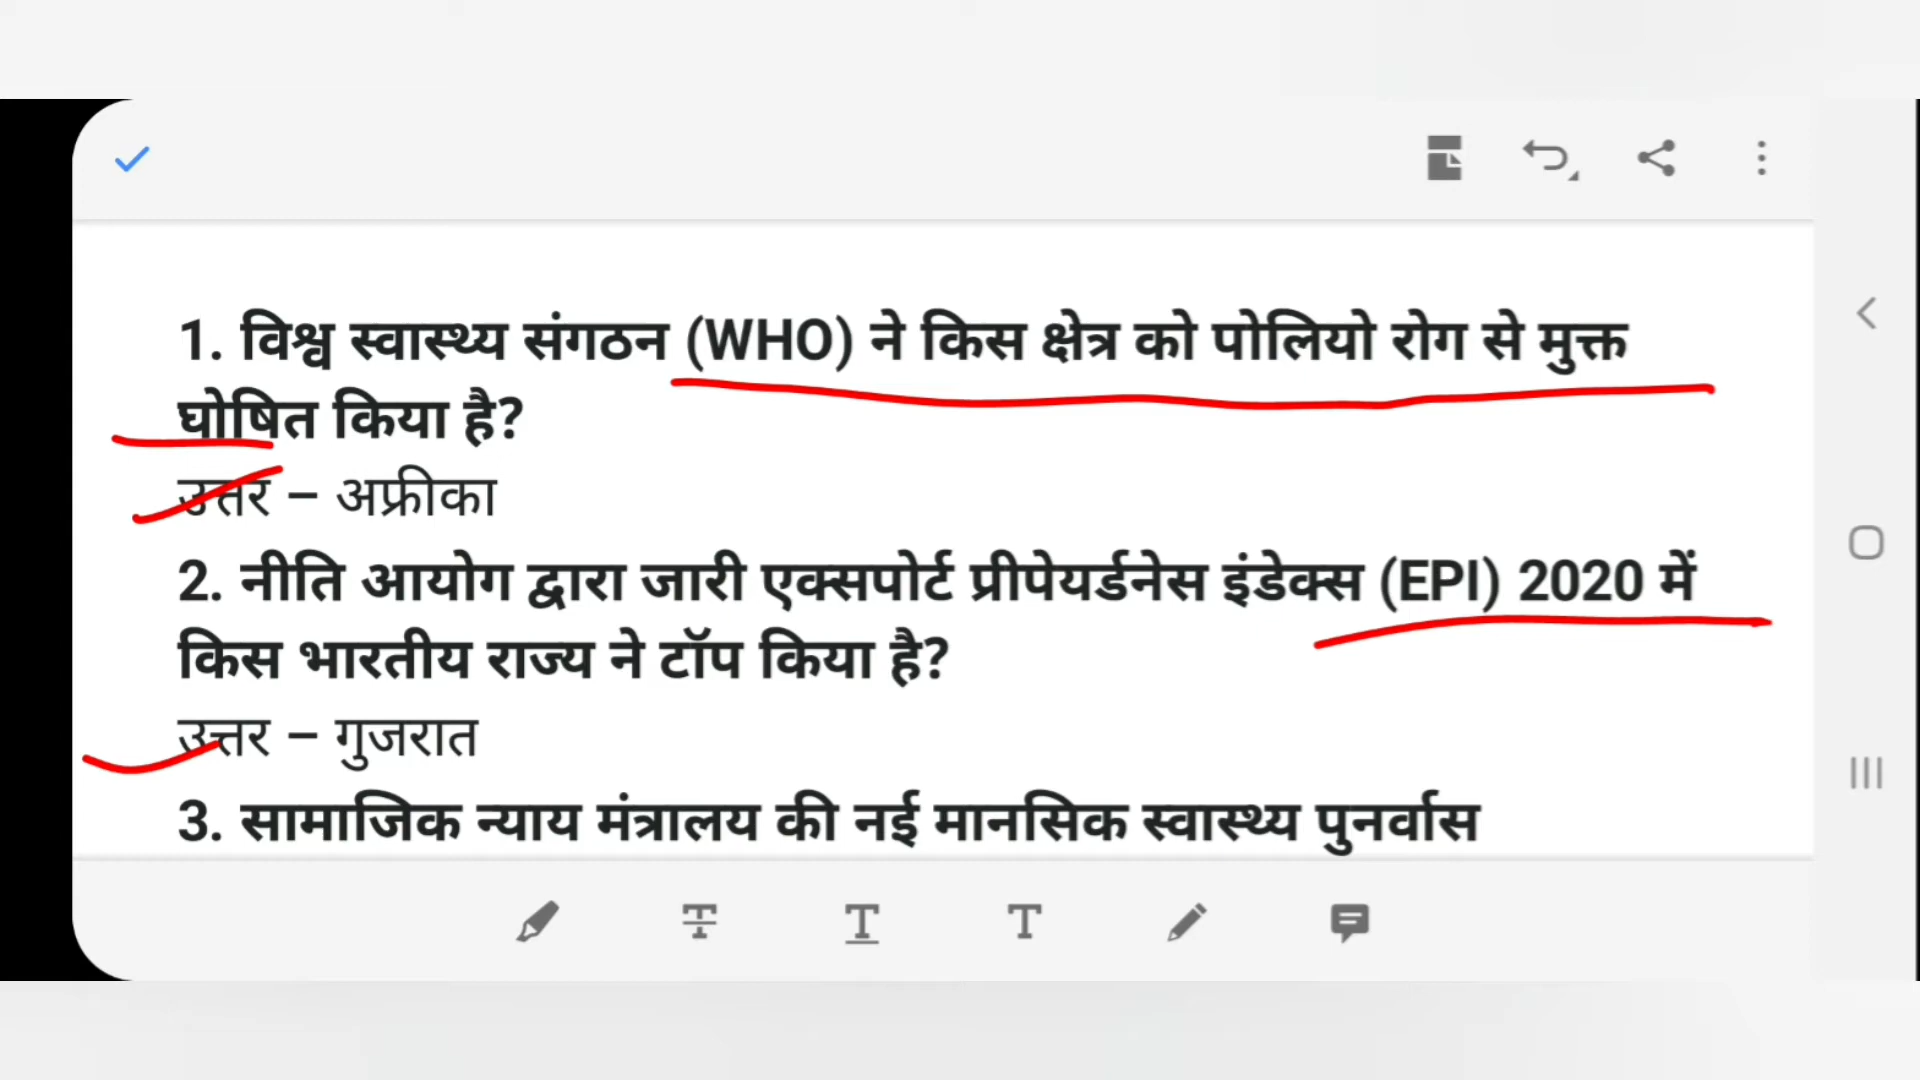 1. विश्व स्वास्थ्य संगठन (WHO) ने किस क्षेत्र को पोलियो रोग से मुक्त
घोषित किया है?
उत्तर – अफ्रीका
2. नीति आयोग द्वारा जारी एक्सपोर्ट प्रीपेयर्डनेस इंडेक्स (EPI) 2020 में
किस भारतीय राज्य ने टॉप किया है?
उत्तर – गुजरात
3. सामाजिक न्याय मंत्रालय की नई मानसिक स्वास्थ्य पुनर्वास